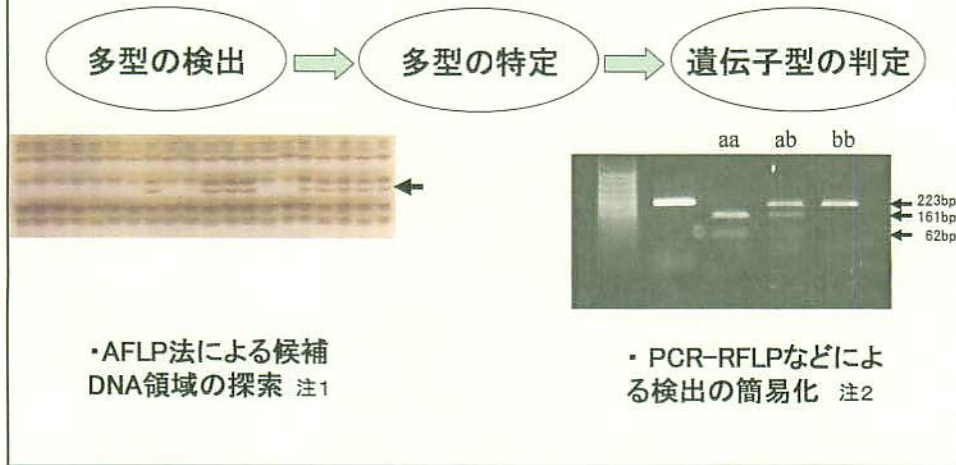 多型の検出
多型の特定
遺伝子型の判定
aa ab bb
223bp
161bp
62bp
・AFLP法による候補
DNA領域の探索 注1
・ PCR-RFLPなどによ
る検出の簡易化 注2